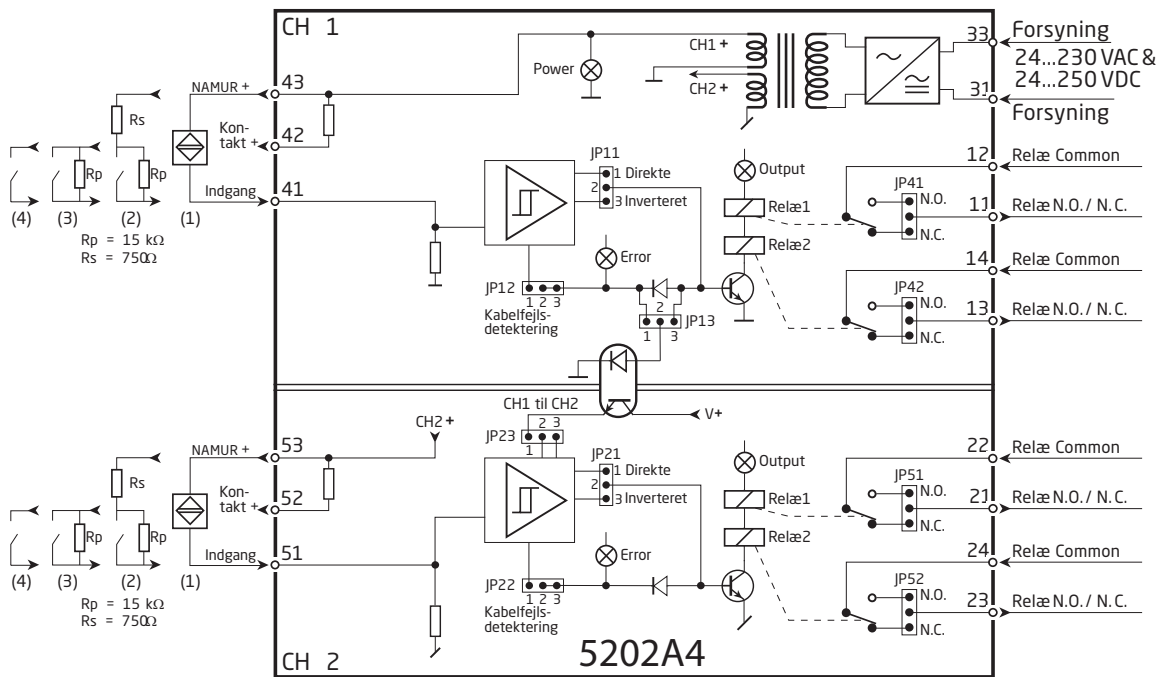 CH 1
33
Forsyning
24...230 VAC &
24...250 VDC
31
Forsyning
CH1 +
CH2 +
Power
NAMUR +
43
Kon-
takt +
42
Indgang
41
Rs
Rp
Rp
(4)
(3)
(2)
(1)
Rp = 15 kΩ
Rs = 750Ω
JP11
1 Direkte
2
3 Inverteret
Output
Relæ1
Relæ2
Error
JP12
1 2 3
Kabelfejls-
detektering
2
1
3
JP13
12
Relæ Common
JP41
N.O.
N.C.
11
Relæ N.O. / N.C.
14
Relæ Common
JP42
N.O.
N.C.
13
Relæ N.O. / N.C.
V+
CH1 til CH2
JP23
2 3
1
CH2 +
NAMUR +
53
Kon-
takt +
52
Indgang
51
Rs
Rp
Rp
(4)
(3)
(2)
(1)
Rp = 15 kΩ
Rs = 750Ω
JP21
1 Direkte
2
3 Inverteret
Output
Relæ1
Relæ2
Error
JP22
1 2 3
Kabelfejls-
detektering
22
Relæ Common
JP51
N.O.
N.C.
21
Relæ N.O. / N.C.
24
Relæ Common
JP52
N.O.
N.C.
23
Relæ N.O. / N.C.
CH 2
5202A4